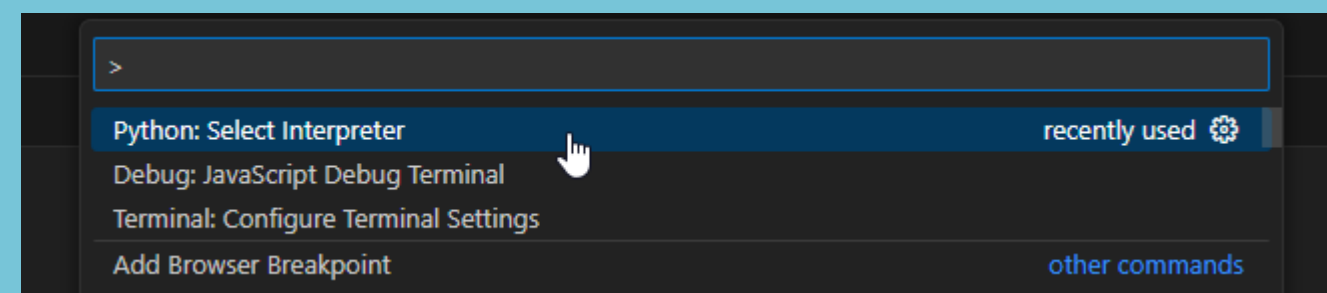 >
Python: Select Interpreter recently used
Debug: JavaScript Debug Terminal
Terminal: Configure Terminal Settings
Add Browser Breakpoint other commands